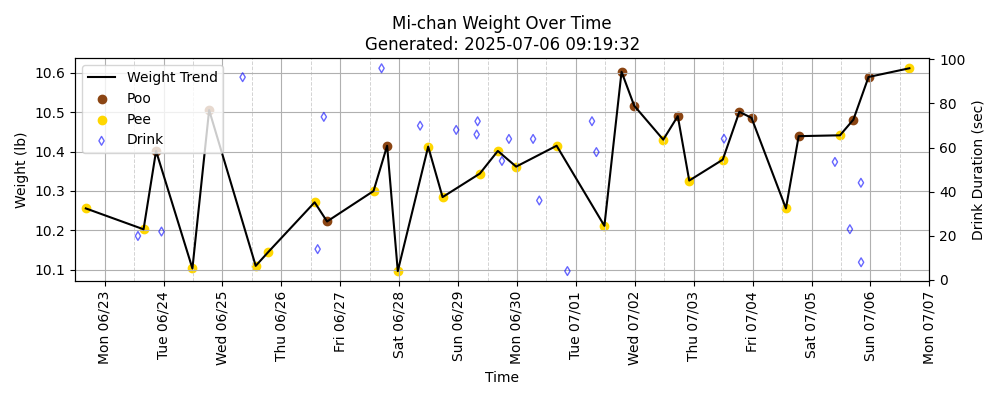 Mi-chan Weight Over Time
Generated: 2025-07-06 09:19:32
Weight Trend
Poo
Pee
Drink
Weight (lb)
10.6
10.5
10.4
10.3
10.2
10.1
100
80
60
40
20
0
Drink Duration (sec)
Mon 06/23
Tue 06/24
Wed 06/25
Thu 06/26
Fri 06/27
Sat 06/28
Sun 06/29
Mon 06/30
Tue 07/01
Wed 07/02
Thu 07/03
Fri 07/04
Sat 07/05
Sun 07/06
Mon 07/07
Time